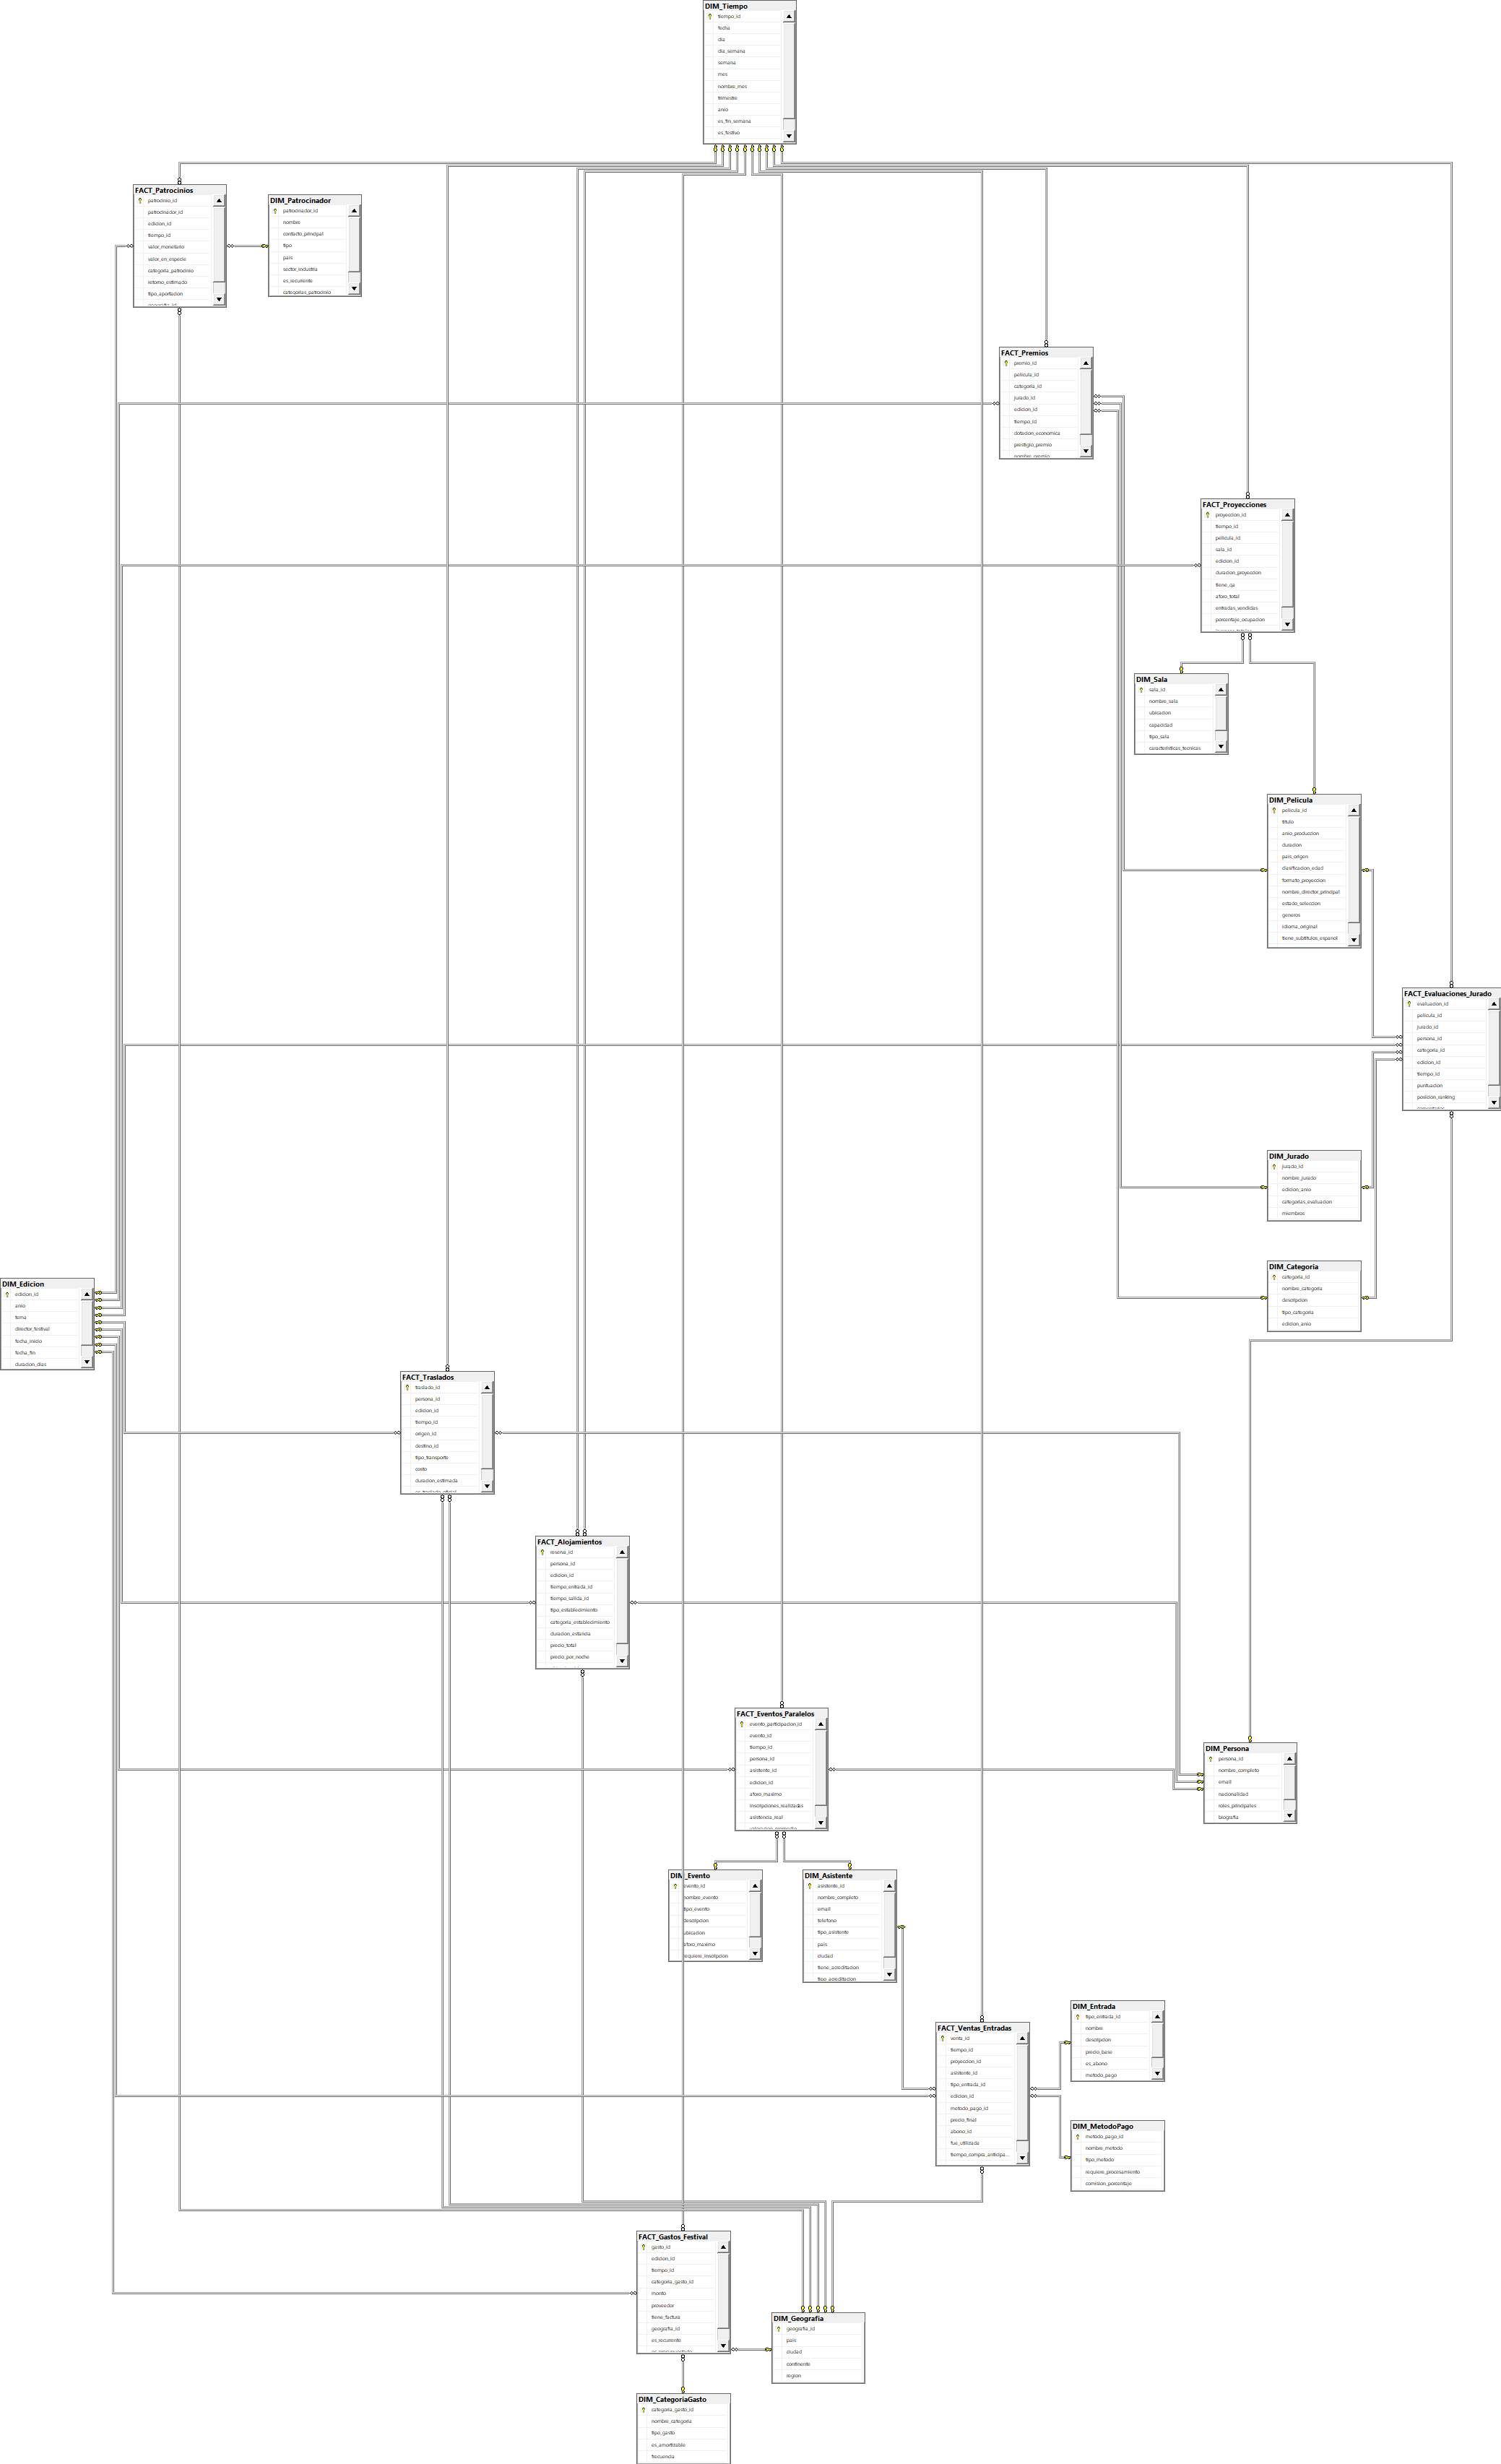 DIM_Tiempo
tiempo_id
fecha
dia
dia_semana
semana
mes
nombre_mes
trimestre
anio
es_fin_semana
es_festivo
FACT_Patrocinios
patrocinio_id
patrocinador_id
edicion_id
tiempo_id
valor_monetario
valor_en_especie
categoria_patrocinio
retorno_estimado
tipo_aportacion
geografia_id
DIM_Patrocinador
patrocinador_id
nombre
contacto_principal
tipo
pais
sector_industria
es_recurrente
categorias_patrocinio
FACT_Premios
premio_id
pelicula_id
categoria_id
jurado_id
edicion_id
tiempo_id
dotacion_economica
prestigio_premio
nombre_premio
FACT_Proyecciones
proyeccion_id
tiempo_id
pelicula_id
sala_id
edicion_id
duracion_proyeccion
tiene_qa
aforo_total
entradas_vendidas
porcentaje_ocupacion
DIM_Sala
sala_id
nombre_sala
ubicacion
capacidad
tipo_sala
caracteristicas_tecnicas
DIM_Pelicula
pelicula_id
titulo
anio_produccion
duracion
pais_origen
clasificacion_edad
formato_proyeccion
nombre_director_principal
estado_seleccion
generos
idioma_original
tiene_subtitulos_espanol
FACT_Evaluaciones_Jurado
evaluacion_id
pelicula_id
jurado_id
persona_id
categoria_id
edicion_id
tiempo_id
puntuacion
posicion_ranking
comentarios
DIM_Jurado
jurado_id
nombre_jurado
edicion_anio
categorias_evaluacion
miembros
DIM_Categoria
categoria_id
nombre_categoria
descripcion
tipo_categoria
edicion_anio
DIM_Edicion
edicion_id
anio
tema
director_festival
fecha_inicio
fecha_fin
duracion_dias
FACT_Traslados
traslado_id
persona_id
edicion_id
tiempo_id
origen_id
destino_id
tipo_transporte
costo
duracion_estimada
es_traslado_oficial
FACT_Alojamientos
reserva_id
persona_id
edicion_id
tiempo_entrada_id
tiempo_salida_id
tipo_establecimiento
categoria_establecimiento
duracion_estancia
precio_total
precio_por_noche
FACT_Eventos_Paralelos
evento_participacion_id
evento_id
tiempo_id
persona_id
asistente_id
edicion_id
aforo_maximo
inscripciones_realizadas
asistencia_real
valoracion_promedio
DIM_Persona
persona_id
nombre_completo
email
nacionalidad
roles_principales
biografia
DIM_Evento
evento_id
nombre_evento
tipo_evento
descripcion
ubicacion
aforo_maximo
requiere_inscripcion
DIM_Asistente
asistente_id
nombre_completo
email
telefono
tipo_asistente
pais
ciudad
tiene_acreditacion
tipo_acreditacion
FACT_Ventas_Entradas
venta_id
tiempo_id
proyeccion_id
asistente_id
tipo_entrada_id
edicion_id
metodo_pago_id
precio_final
abono_id
fue_utilizada
tiempo_compra_anticipa...
DIM_Entrada
tipo_entrada_id
nombre
descripcion
precio_base
es_abono
metodo_pago
DIM_MetodoPago
metodo_pago_id
nombre_metodo
tipo_metodo
requiere_procesamiento
comision_porcentaje
FACT_Gastos_Festival
gasto_id
edicion_id
tiempo_id
categoria_gasto_id
monto
proveedor
tiene_factura
geografia_id
es_recurrente
DIM_Geografia
geografia_id
pais
ciudad
continente
region
DIM_CategoriaGasto
categoria_gasto_id
nombre_categoria
tipo_gasto
es_amortizable
frecuencia